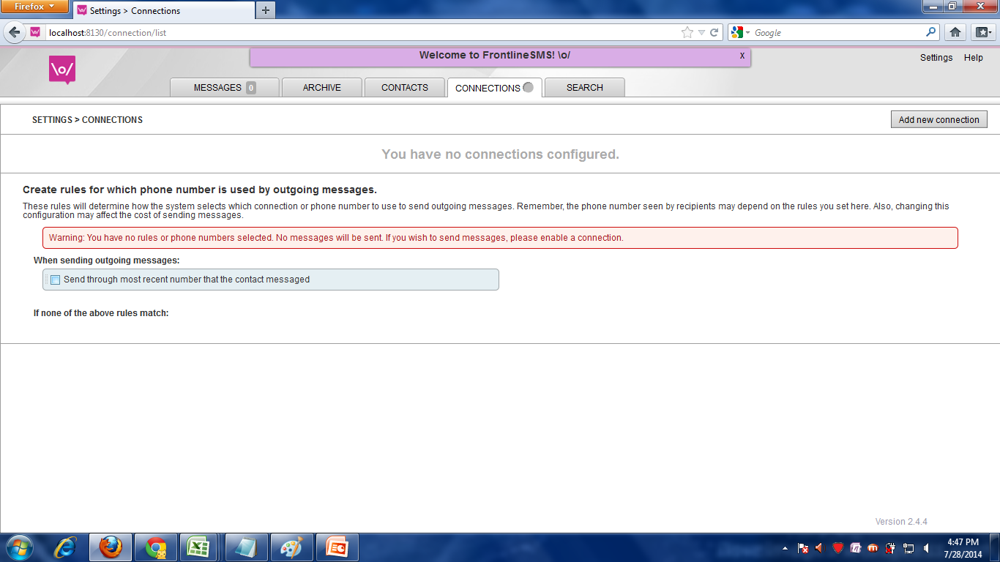 Firefox
Settings > Connections
localhost:8130/connection/list
Google
Welcome to FrontlineSMS! \o/
x
Settings
Help
\o/
MESSAGES 0
ARCHIVE
CONTACTS
CONNECTIONS
SEARCH
SETTINGS > CONNECTIONS
Add new connection
You have no connections configured.
Create rules for which phone number is used by outgoing messages.
These rules will determine how the system selects which connection or phone number to use to send outgoing messages. Remember, the phone number seen by recipients may depend on the rules you set here. Also, changing this
configuration may affect the cost of sending messages.
Warning: You have no rules or phone numbers selected. No messages will be sent. If you wish to send messages, please enable a connection.
When sending outgoing messages:
Send through most recent number that the contact messaged
If none of the above rules match:
Version 2.4.4
4:47 PM
7/28/2014